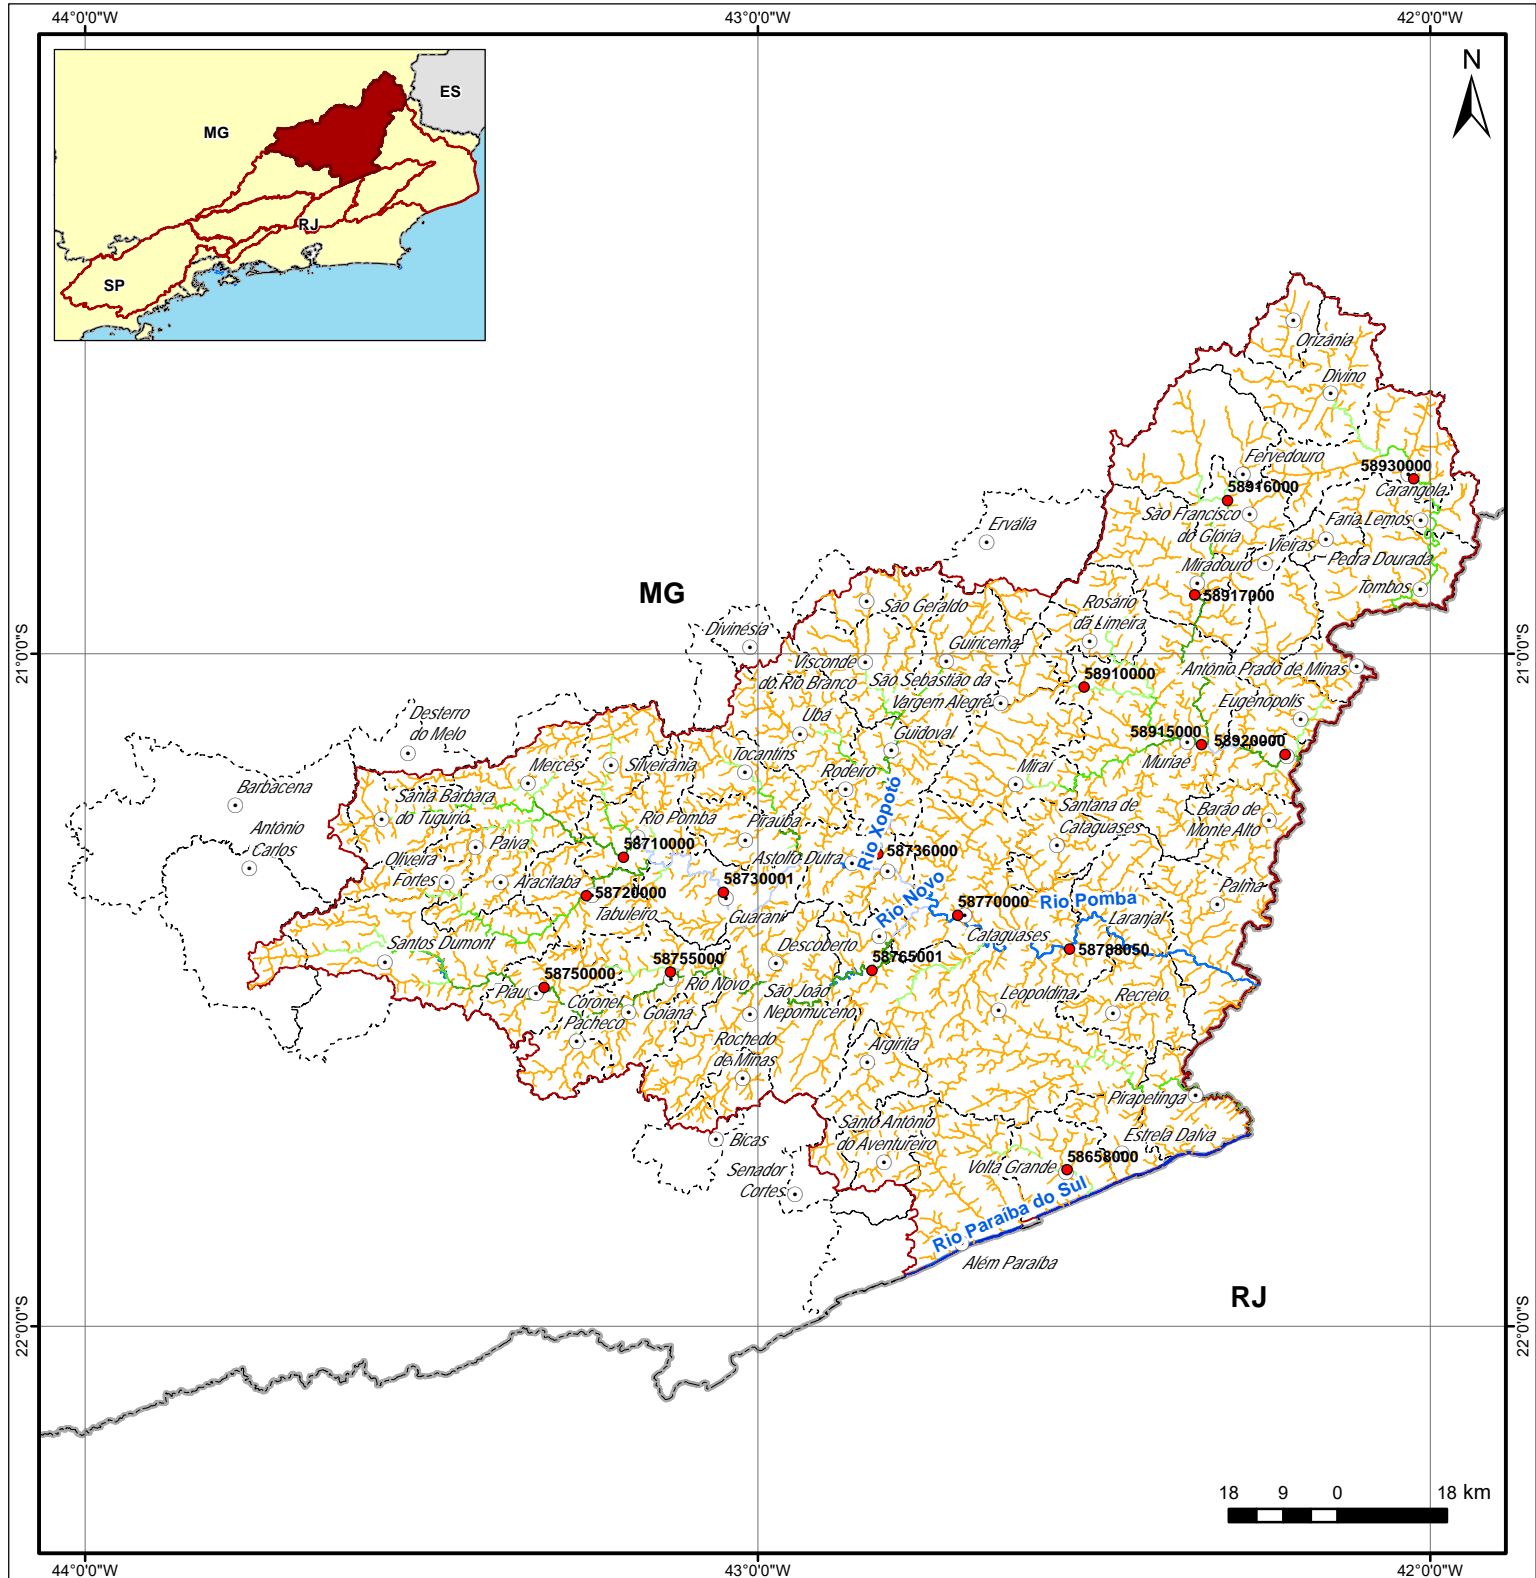 44°0'0"W
43°0'0"W
42°0'0"W
N
ES
MG
RJ
SP
Orizânia
Divino
Fervedouro
58930000
58916000
Carangola
São Francisco
do Glória
Faria Lemos
Vieiras
Pedra Dourada
Ervália
Miradouro
58917000
Tombos
MG
São Geraldo
Rosário
da Limeira
Divinésia
Guiricema
21°0'0"S
21°0'0"S
Visconde
do Rio Branco
São Sebastião da
Vargem Alegre
58910000
Antônio Prado de Minas
Eugenópolis
Desterro
do Melo
Ubá
Guidoval
58915000
58920000
Muriaé
Mercês
Silveirânia
Tocantins
Rodeiro
Miraí
Barbacena
Santa Bárbara
do Tugúrio
Rio Xopotó
Santana de
Cataguases
Barão de
Monte Alto
Antônio
Carlos
Paiva
Rio Pomba
Piraúba
58710000
Astolfo Dutra
58736000
Oliveira
Fortes
Aracitaba
58720000
58730001
Tabuleiro
Guarani
Rio Novo
58770000
Rio Pomba
Palma
Laranjal
Cataguases
Santos Dumont
Descoberto
58788050
58755000
58765001
58750000
Piau
Rio Novo
Coronel
Pacheco
Goianá
São João
Nepomuceno
Leopoldina
Recreio
Rochedo
de Minas
Argirita
Pirapetinga
Bicas
Santo Antônio
do Aventureiro
Estrela Dalva
58658000
Volta Grande
Senador
Cortes
Rio Paraíba do Sul
Além Paraíba
RJ
22°0'0"S
22°0'0"S
18 9 0 18 km
44°0'0"W
43°0'0"W
42°0'0"W